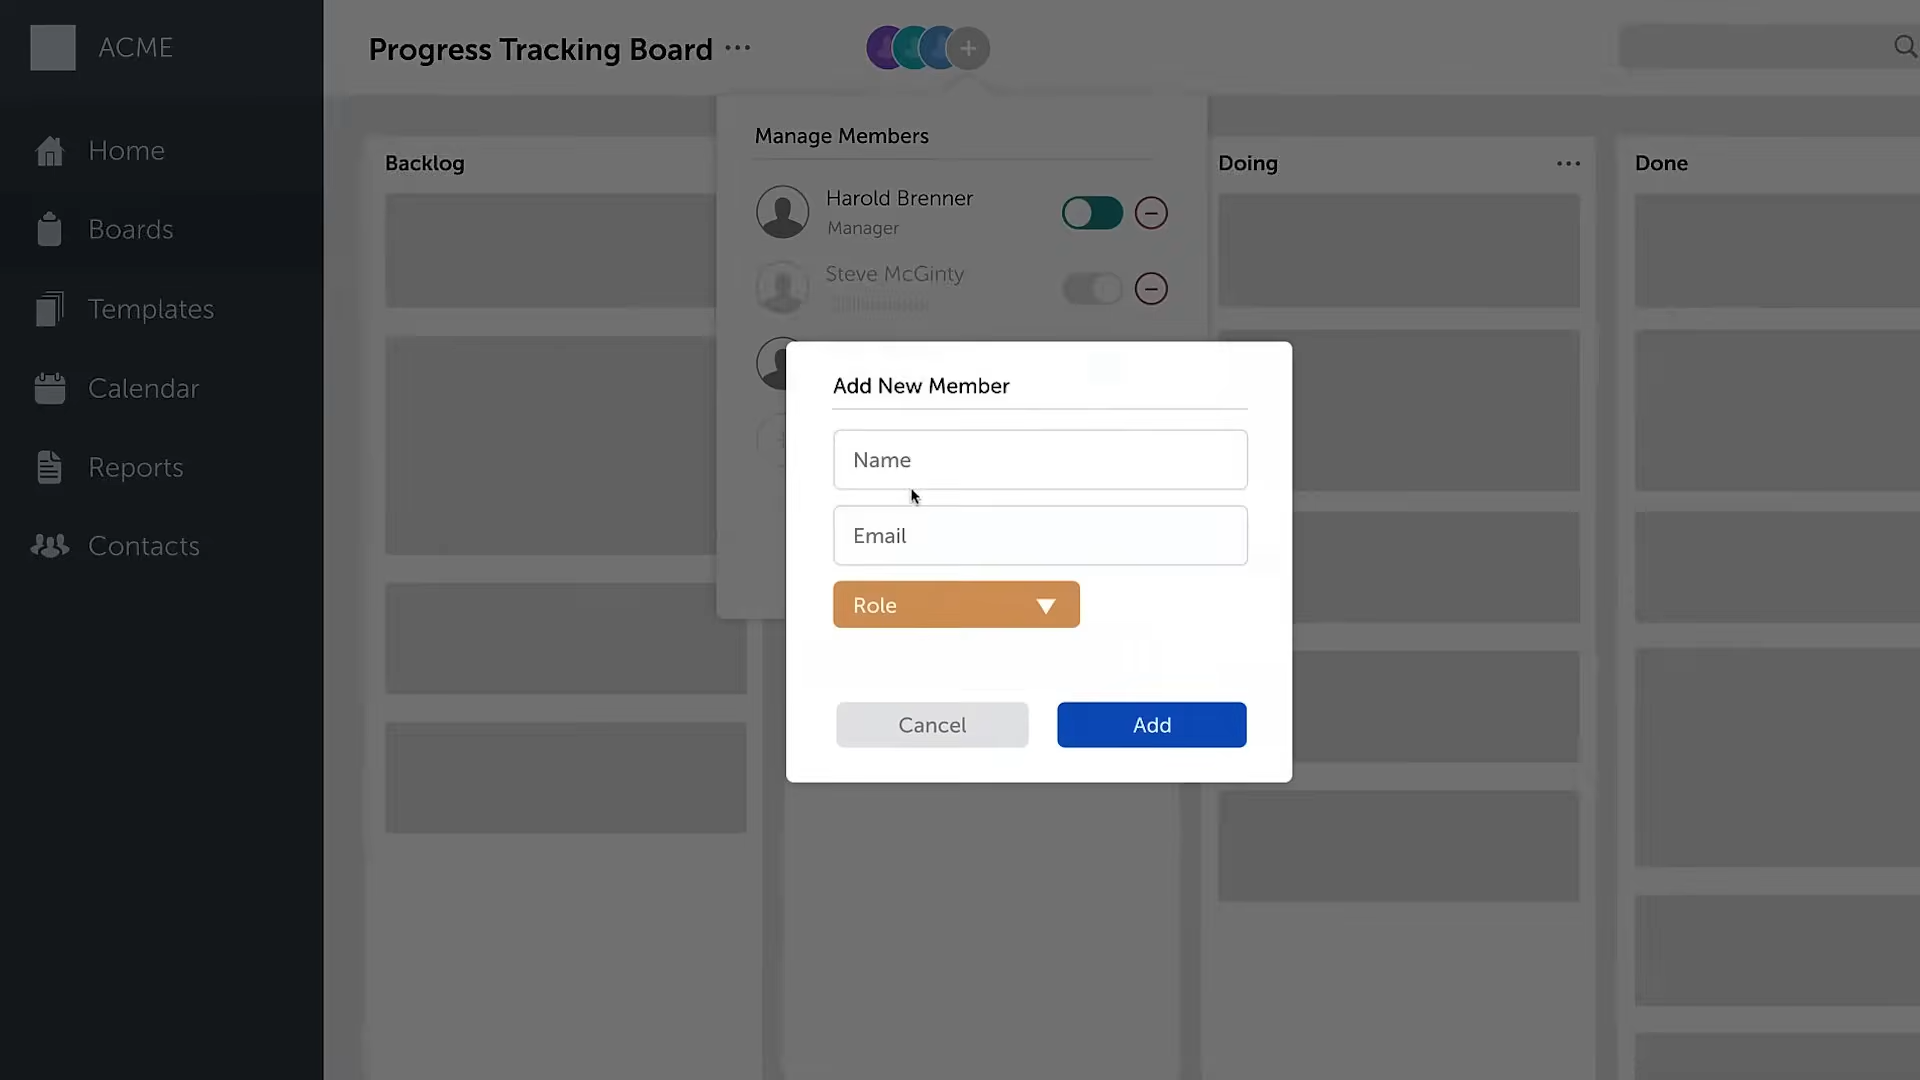 ACME
Progress Tracking Board
Home
Boards
Templates
Calendar
Reports
Contacts
Manage Members
Harold Brenner
Manager
Steve McGinty
Backlog
Doing
Done
Add New Member
Name
Email
Role
Cancel
Add